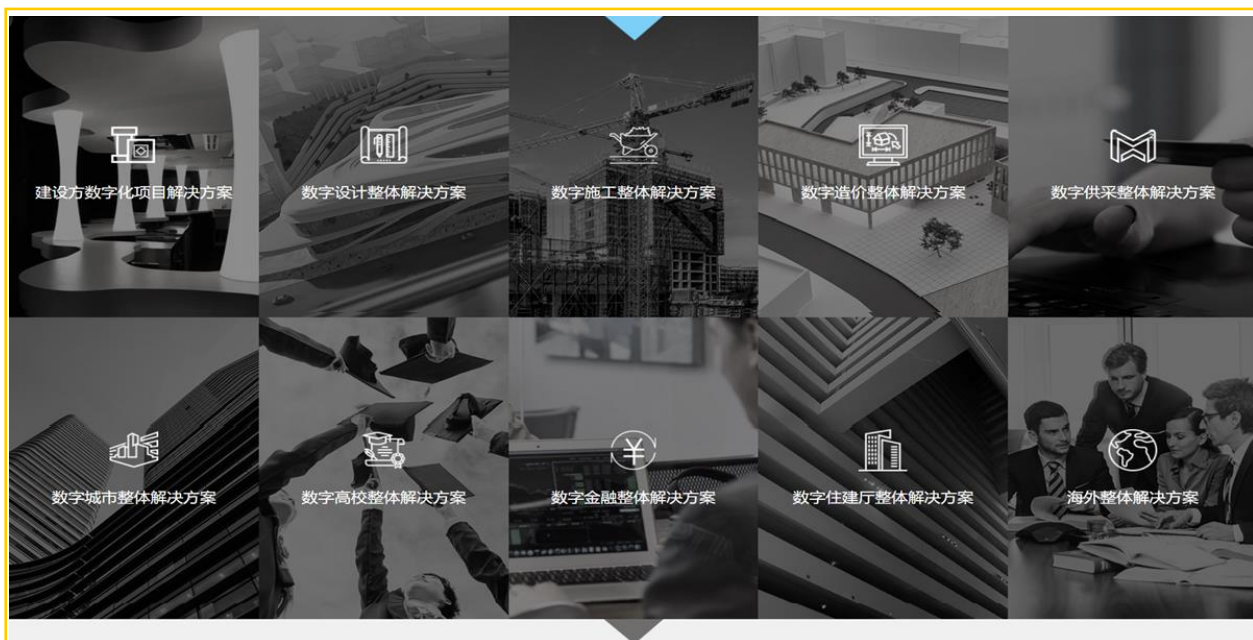 建设方数字化项目解决方案
数字设计整体解决方案
数字施工整体解决方案
数字造价整体解决方案
数字供采整体解决方案
数字城市整体解决方案
数字高校整体解决方案
数字金融整体解决方案
数字住建厅整体解决方案
海外整体解决方案